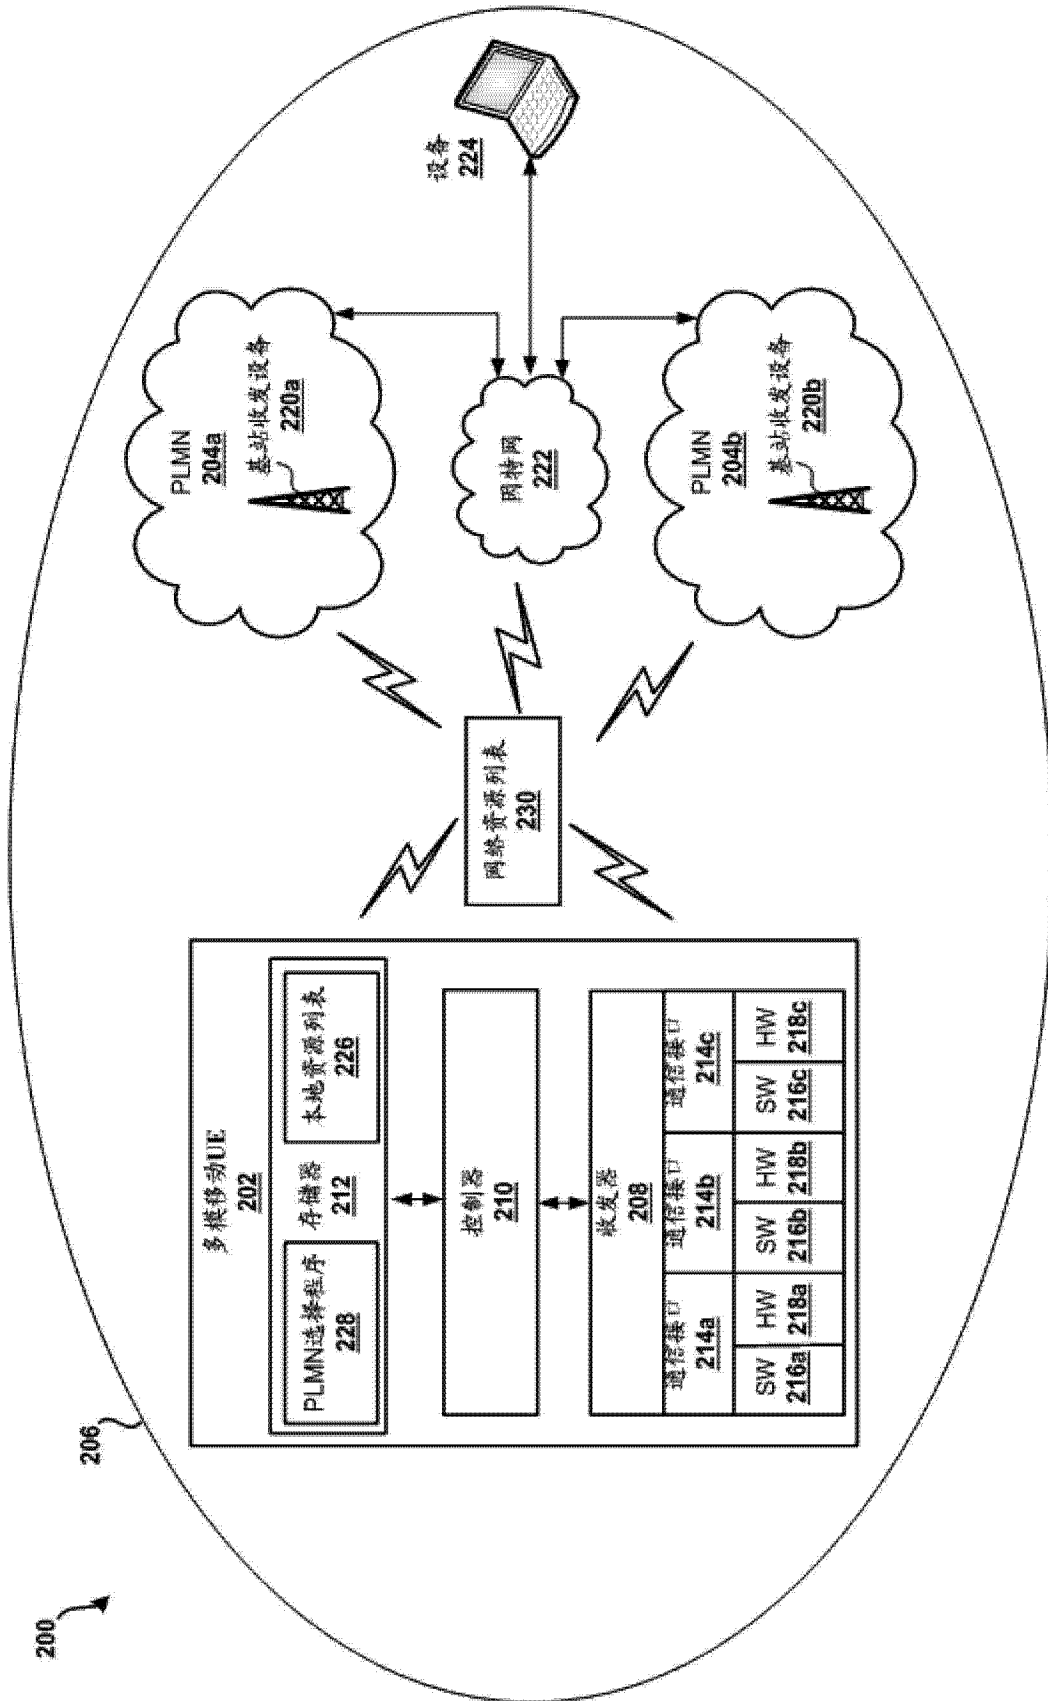 200
206
多模移动UE
202
PLMN选择程序
228
存储器
212
本地资源列表
226
控制器
210
收发器
208
通信接口
214a
通信接口
214b
通信接口
214c
SW
216a
HW
218a
SW
216b
HW
218b
SW
216c
HW
218c
网络资源列表
230
PLMN
204a
基站收发设备
220a
因特网
222
PLMN
204b
基站收发设备
220b
设备
224